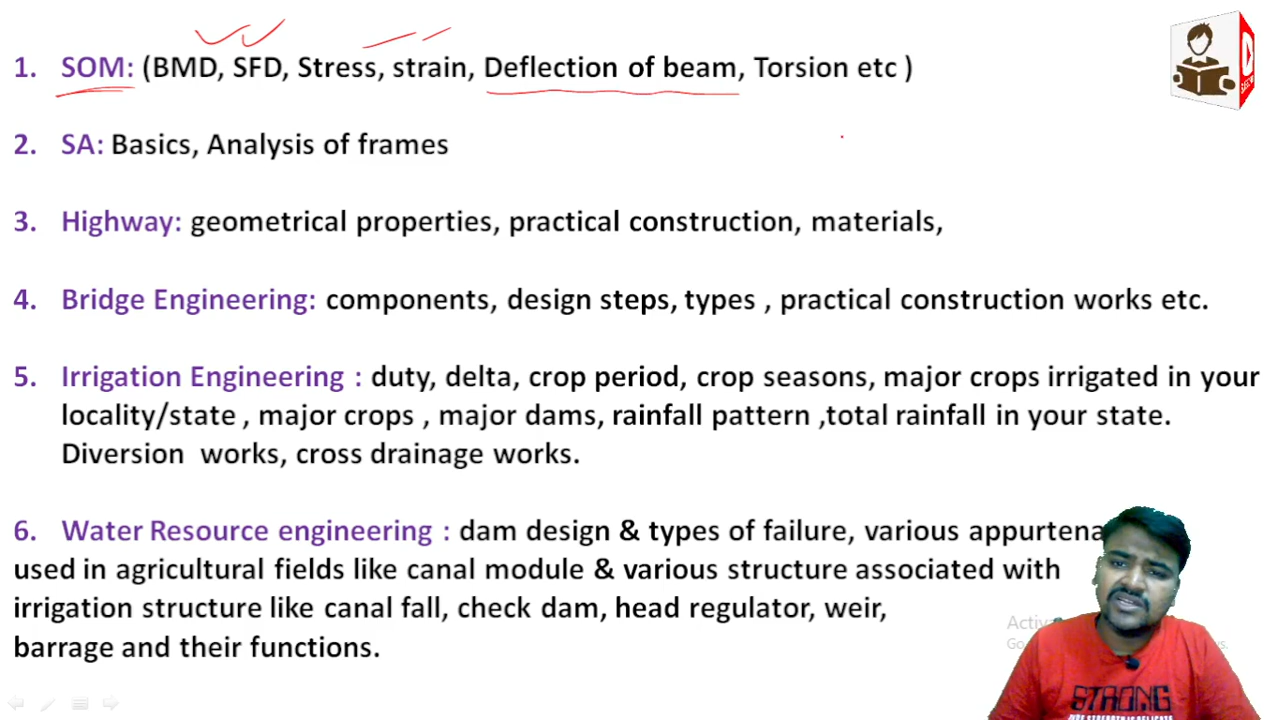 1. SOM: (BMD, SFD, Stress, strain, Deflection of beam, Torsion etc )
2. SA: Basics, Analysis of frames
3. Highway: geometrical properties, practical construction, materials,
4. Bridge Engineering: components, design steps, types , practical construction works etc.
5. Irrigation Engineering : duty, delta, crop period, crop seasons, major crops irrigated in your
locality/state , major crops , major dams, rainfall pattern ,total rainfall in your state.
Diversion works, cross drainage works.
6. Water Resource engineering : dam design & types of failure, various
used in agricultural fields like canal module & various structure associated with
irrigation structure like canal fall, check dam, head regulator, weir,
barrage and their functions.
STRONG